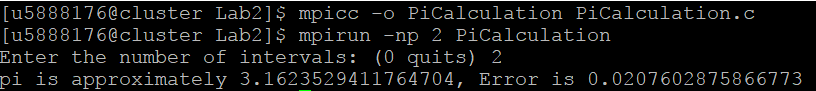 [u5888176@cluster Lab2]$ mpicc -o PiCalculation PiCalculation.c
[u5888176@cluster Lab2]$ mpirun -np 2 PiCalculation
Enter the number of intervals: (0 quits) 2
pi is approximately 3.1623529411764704, Error is 0.0207602875866773